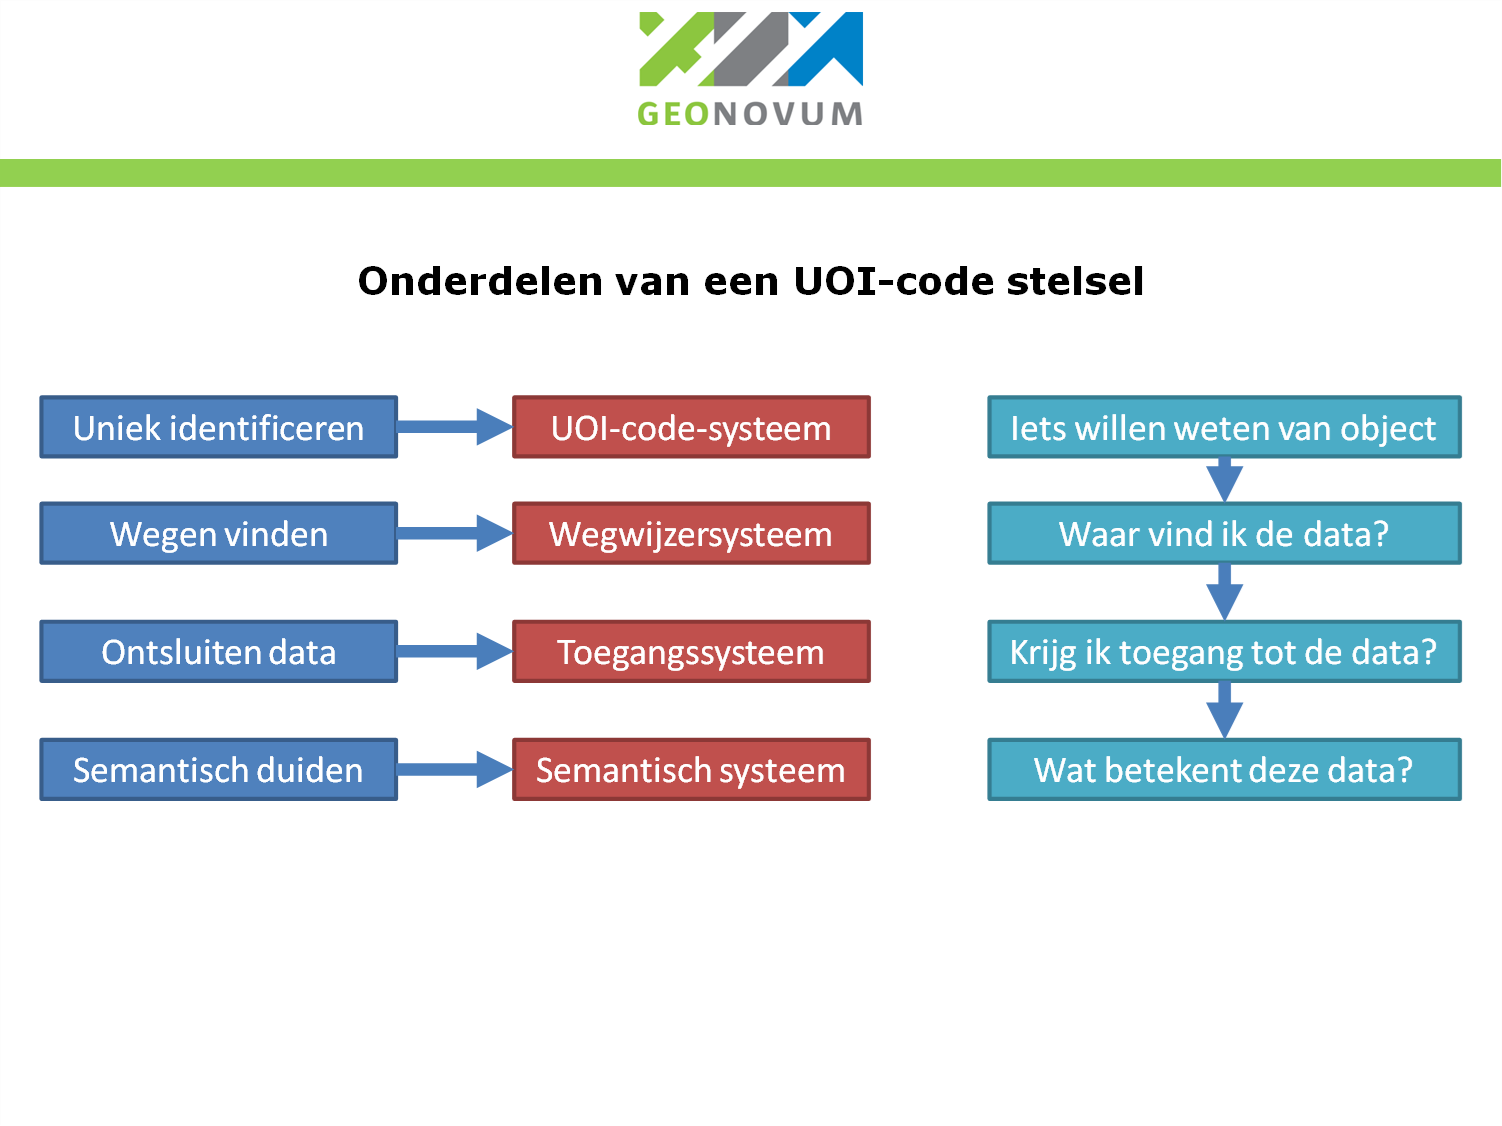 GEONOVUM
Onderdelen van een UOI-code stelsel
Uniek identificeren
UOI-code-systeem
Iets willen weten van object
Wegen vinden
Wegwijzersysteem
Waar vind ik de data?
Ontsluiten data
Toegangssysteem
Krijg ik toegang tot de data?
Semantisch duiden
Semantisch systeem
Wat betekent deze data?